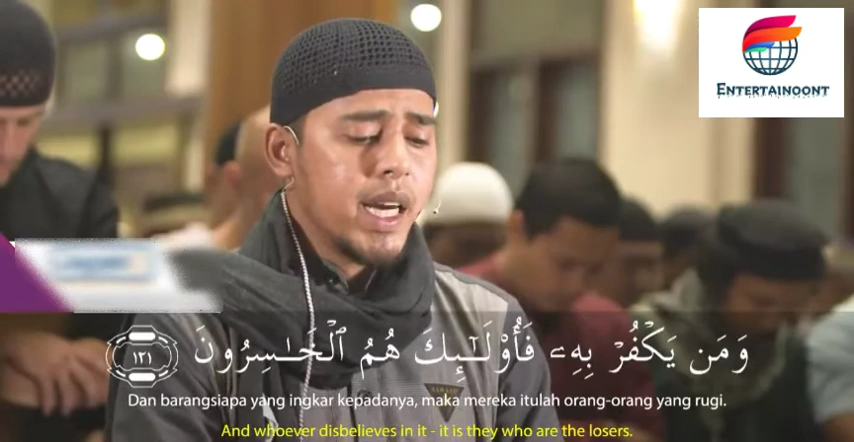 ENTERTAINOONT
وَمَن يَكْفُرْ بِهِۦ فَأُو۟لَـٰٓئِكَ هُمُ ٱلْخَـٰسِرُونَ ١٢١
Dan barangsiapa yang ingkar kepadanya, maka mereka itulah orang-orang yang rugi.
And whoever disbelieves in it - it is they who are the losers.